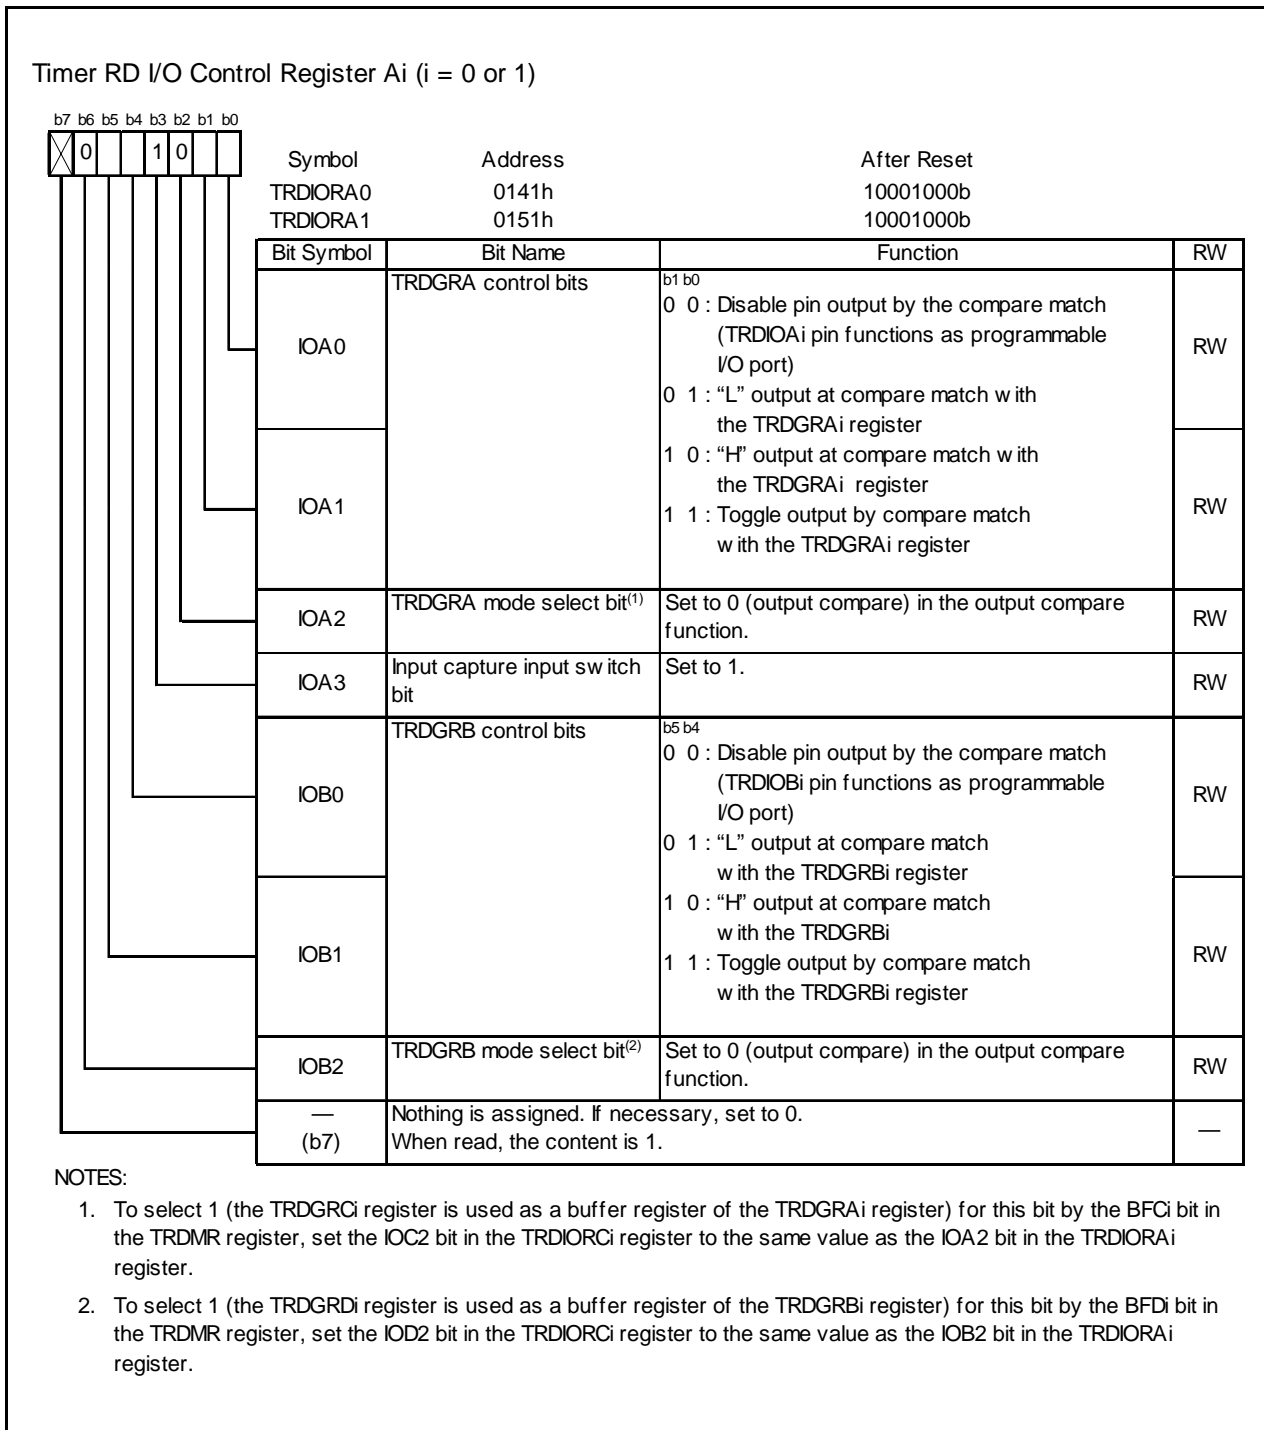 Timer RD I/O Control Register Ai (i = 0 or 1)
b7 b6 b5 b4 b3 b2 b1 b0
0 1 0
Symbol Address After Reset
TRDIORA0 0141h 10001000b
TRDIORA1 0151h 10001000b
Bit Symbol Bit Name Function RW
IOA0 TRDGRA control bits b1 b0 RW
0 0 : Disable pin output by the compare match
(TRDIOAi pin functions as programmable
I/O port)
0 1 : “L” output at compare match with
the TRDGRAi register
IOA1 1 0 : “H” output at compare match with RW
the TRDGRAi register
1 1 : Toggle output by compare match
with the TRDGRAi register
IOA2 TRDGRA mode select bit(1) Set to 0 (output compare) in the output compare RW
function.
IOA3 Input capture input switch Set to 1. RW
bit
IOB0 TRDGRB control bits b5 b4 RW
0 0 : Disable pin output by the compare match
(TRDIOBi pin functions as programmable
I/O port)
0 1 : “L” output at compare match
with the TRDGRBi register
IOB1 1 0 : “H” output at compare match RW
with the TRDGRBi
1 1 : Toggle output by compare match
with the TRDGRBi register
IOB2 TRDGRB mode select bit(2) Set to 0 (output compare) in the output compare RW
function.
— Nothing is assigned. If necessary, set to 0. —
(b7) When read, the content is 1.
NOTES:
1. To select 1 (the TRDGRCi register is used as a buffer register of the TRDGRAi register) for this bit by the BFCi bit in
the TRDMR register, set the IOC2 bit in the TRDIORCi register to the same value as the IOA2 bit in the TRDIORAi
register.
2. To select 1 (the TRDGRDi register is used as a buffer register of the TRDGRBi register) for this bit by the BFDi bit in
the TRDMR register, set the IOD2 bit in the TRDIORCi register to the same value as the IOB2 bit in the TRDIORAi
register.